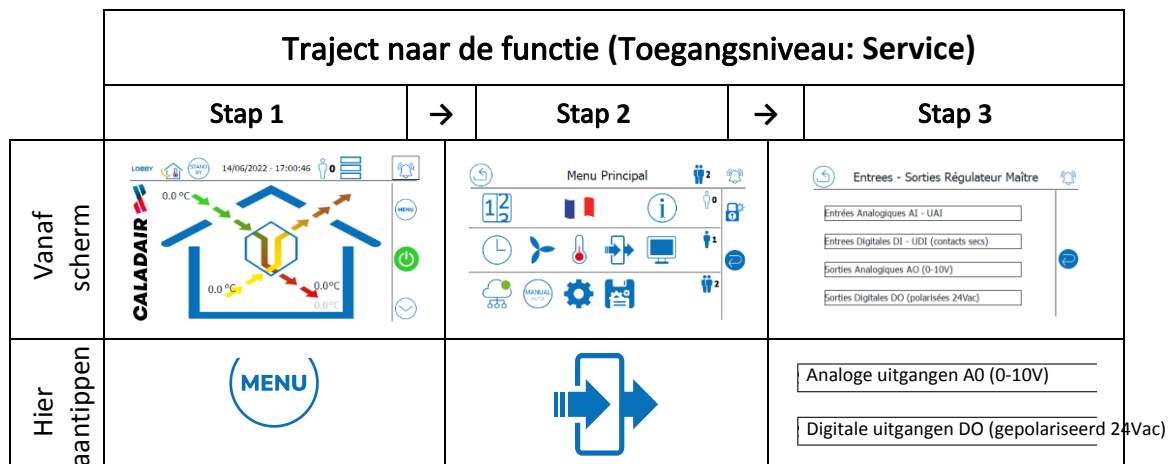 Traject naar de functie (Toegangsniveau: Service)
Stap 1 → Stap 2 → Stap 3
Vanaf
scherm
LOBBY
STAND
BY
14/06/2022 - 17:00:46
0
MENU
CALADAIR
0.0 °C
0.0 °C
0.0°C
0.0°C
Menu Principal
2
12
0
1
MANUAL
AUTO
2
Entrees - Sorties Régulateur Maître
Entrées Analogiques AI - UAI
Entrees Digitales DI - UDI (contacts secs)
Sorties Analogiques AO (0-10V)
Sorties Digitales DO (polarisées 24Vac)
Hier
aantippen
MENU
Analoge uitgangen A0 (0-10V)
Digitale uitgangen DO (gepolariseerd 24Vac)